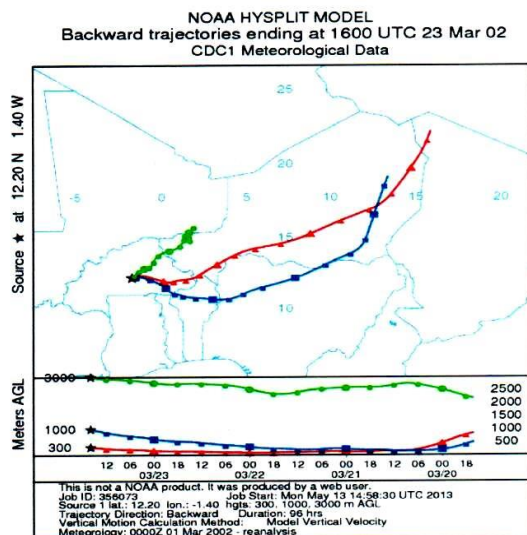 NOAA HYSPLIT MODEL
Backward trajectories ending at 1600 UTC 23 Mar 02
CDC1 Meteorological Data
Source ★ at 12.20 N 1.40 W
25
20
-5
0
5
10
15
20
15
10
Meters AGL
3000
1000
300
2500
2000
1500
1000
500
12 06 00 18 12 06 00 18 12 06 00 18 12 06 00 18
03/23 03/22 03/21 03/20
This is not a NOAA product. It was produced by a web user.
Job ID: 356073 Job Start: Mon May 13 14:58:30 UTC 2013
Source 1 lat.: 12.20 lon.: -1.40 hgts: 300, 1000, 3000 m AGL
Trajectory Direction: Backward Duration: 96 hrs
Vertical Motion Calculation Method: Model Vertical Velocity
Meteorology: 0000Z 01 Mar 2002 - reanalysis